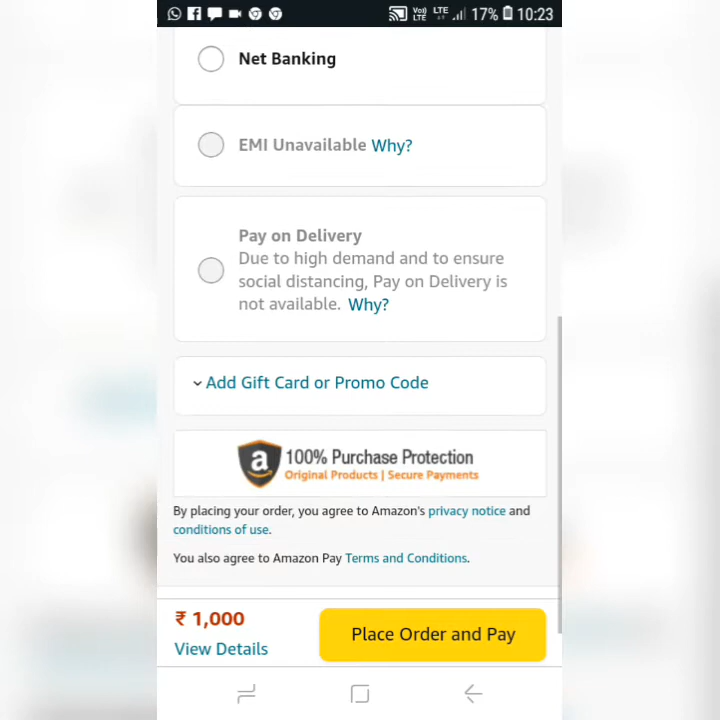 Vo))
LTE LTE 17% 10:23
Net Banking
EMI Unavailable Why?
Pay on Delivery
Due to high demand and to ensure
social distancing, Pay on Delivery is
not available. Why?
Add Gift Card or Promo Code
a 100% Purchase Protection
Original Products | Secure Payments
By placing your order, you agree to Amazon's privacy notice and
conditions of use.
You also agree to Amazon Pay Terms and Conditions.
₹ 1,000
Place Order and Pay
View Details